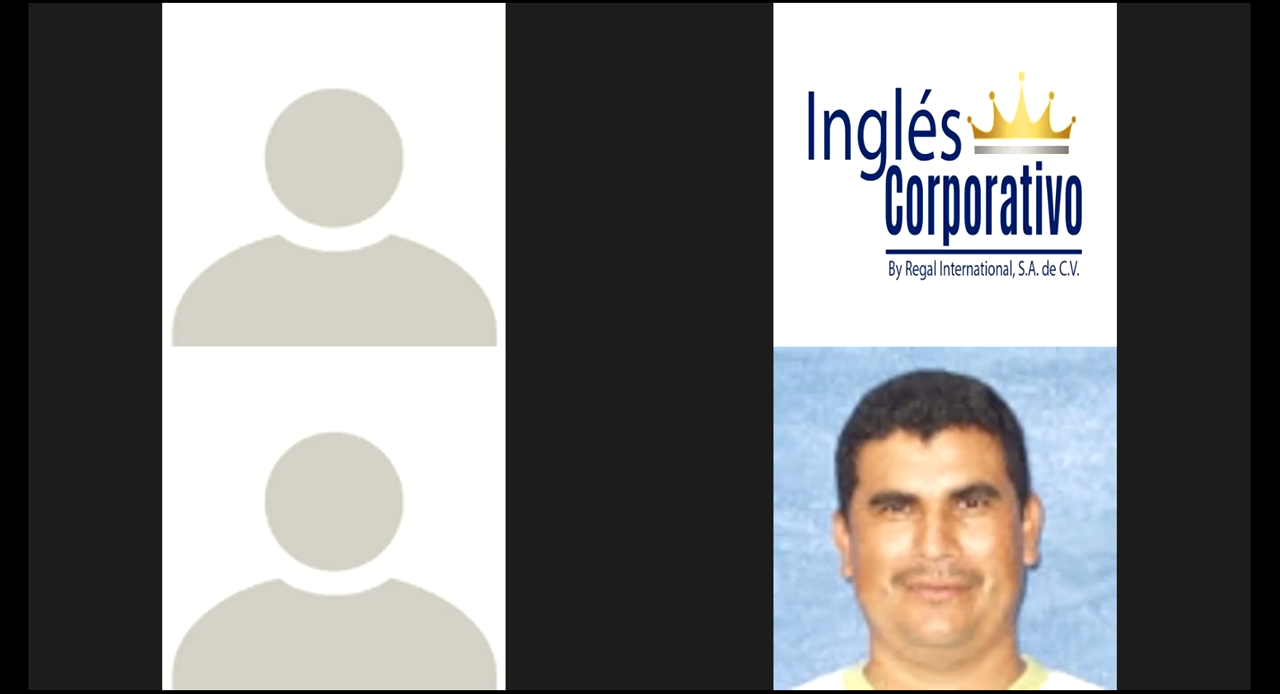 Inglés
Corporativo
By Regal International, S.A. de C.V.